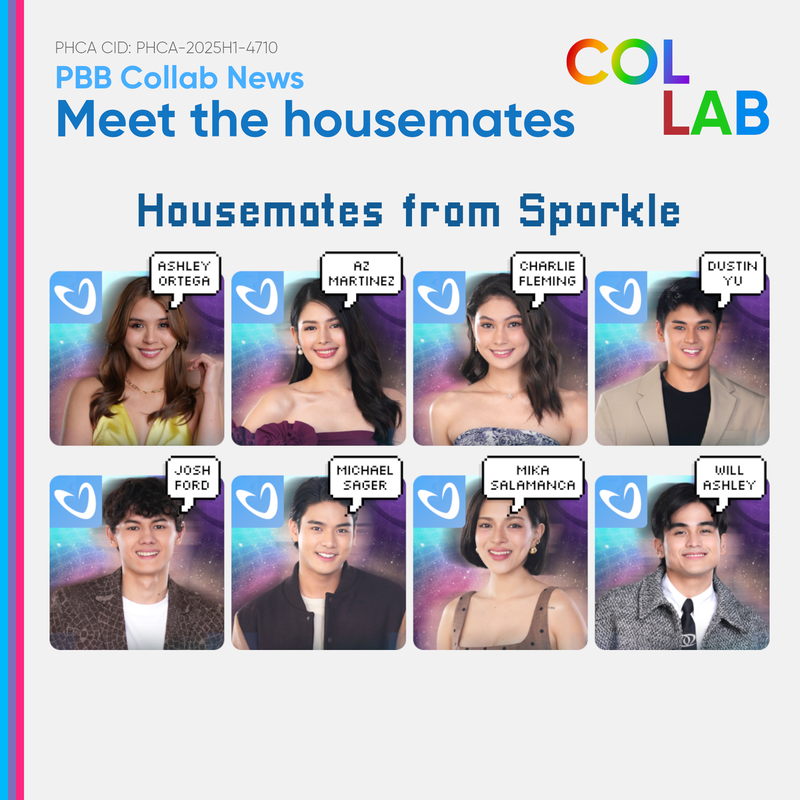 PHCA CID: PHCA-2025H1-4710
PBB Collab News
Meet the housemates
COL
LAB
Housemates from Sparkle
ASHLEY
ORTEGA
AZ
MARTINEZ
CHARLIE
FLEMING
DUSTIN
YU
JOSH
FORD
MICHAEL
SAGER
MIKA
SALAMANCA
WILL
ASHLEY